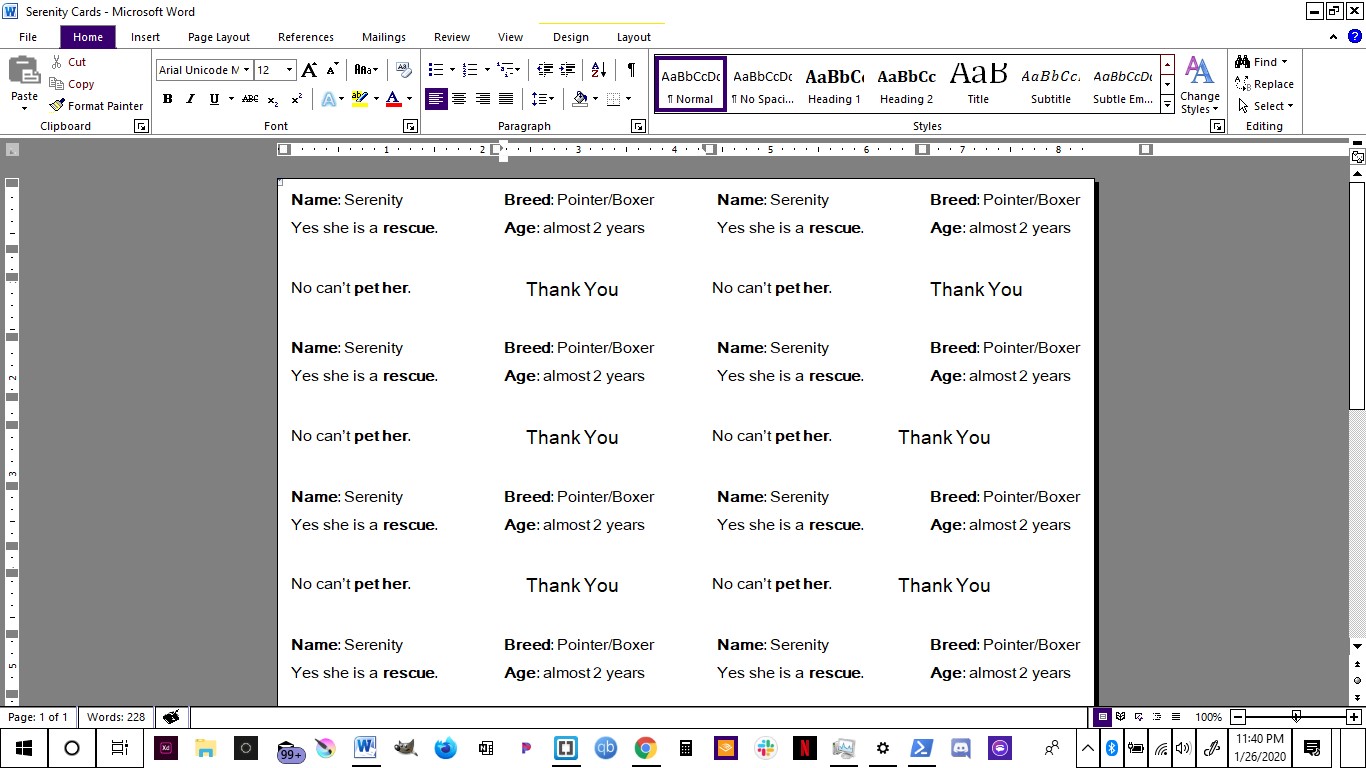 Serenity Cards - Microsoft Word
File Home Insert Page Layout References Mailings Review View Design Layout
Paste
Cut
Copy
Format Painter
Clipboard
Arial Unicode M 12
B I U ABC x₂ x²
Font
Paragraph
AaBbCcDc AaBbCcDc AaBbCc AaBbCc AaB AaBbCc. AaBbCcDc
¶ Normal ¶ No Spaci... Heading 1 Heading 2 Title Subtitle Subtle Em...
Styles
Change Styles
Find
Replace
Select
Editing
1 2 3 4 5 6 7 8
Name: Serenity Breed: Pointer/Boxer Name: Serenity Breed: Pointer/Boxer
Yes she is a rescue. Age: almost 2 years Yes she is a rescue. Age: almost 2 years
No can’t pet her. Thank You No can’t pet her. Thank You
Name: Serenity Breed: Pointer/Boxer Name: Serenity Breed: Pointer/Boxer
2
Yes she is a rescue. Age: almost 2 years Yes she is a rescue. Age: almost 2 years
No can’t pet her. Thank You No can’t pet her. Thank You
3
Name: Serenity Breed: Pointer/Boxer Name: Serenity Breed: Pointer/Boxer
Yes she is a rescue. Age: almost 2 years Yes she is a rescue. Age: almost 2 years
No can’t pet her. Thank You No can’t pet her. Thank You
Name: Serenity Breed: Pointer/Boxer Name: Serenity Breed: Pointer/Boxer
5
Yes she is a rescue. Age: almost 2 years Yes she is a rescue. Age: almost 2 years
Page: 1 of 1 Words: 228 100%
Xd 99+ W qb N
11:40 PM
1/26/2020